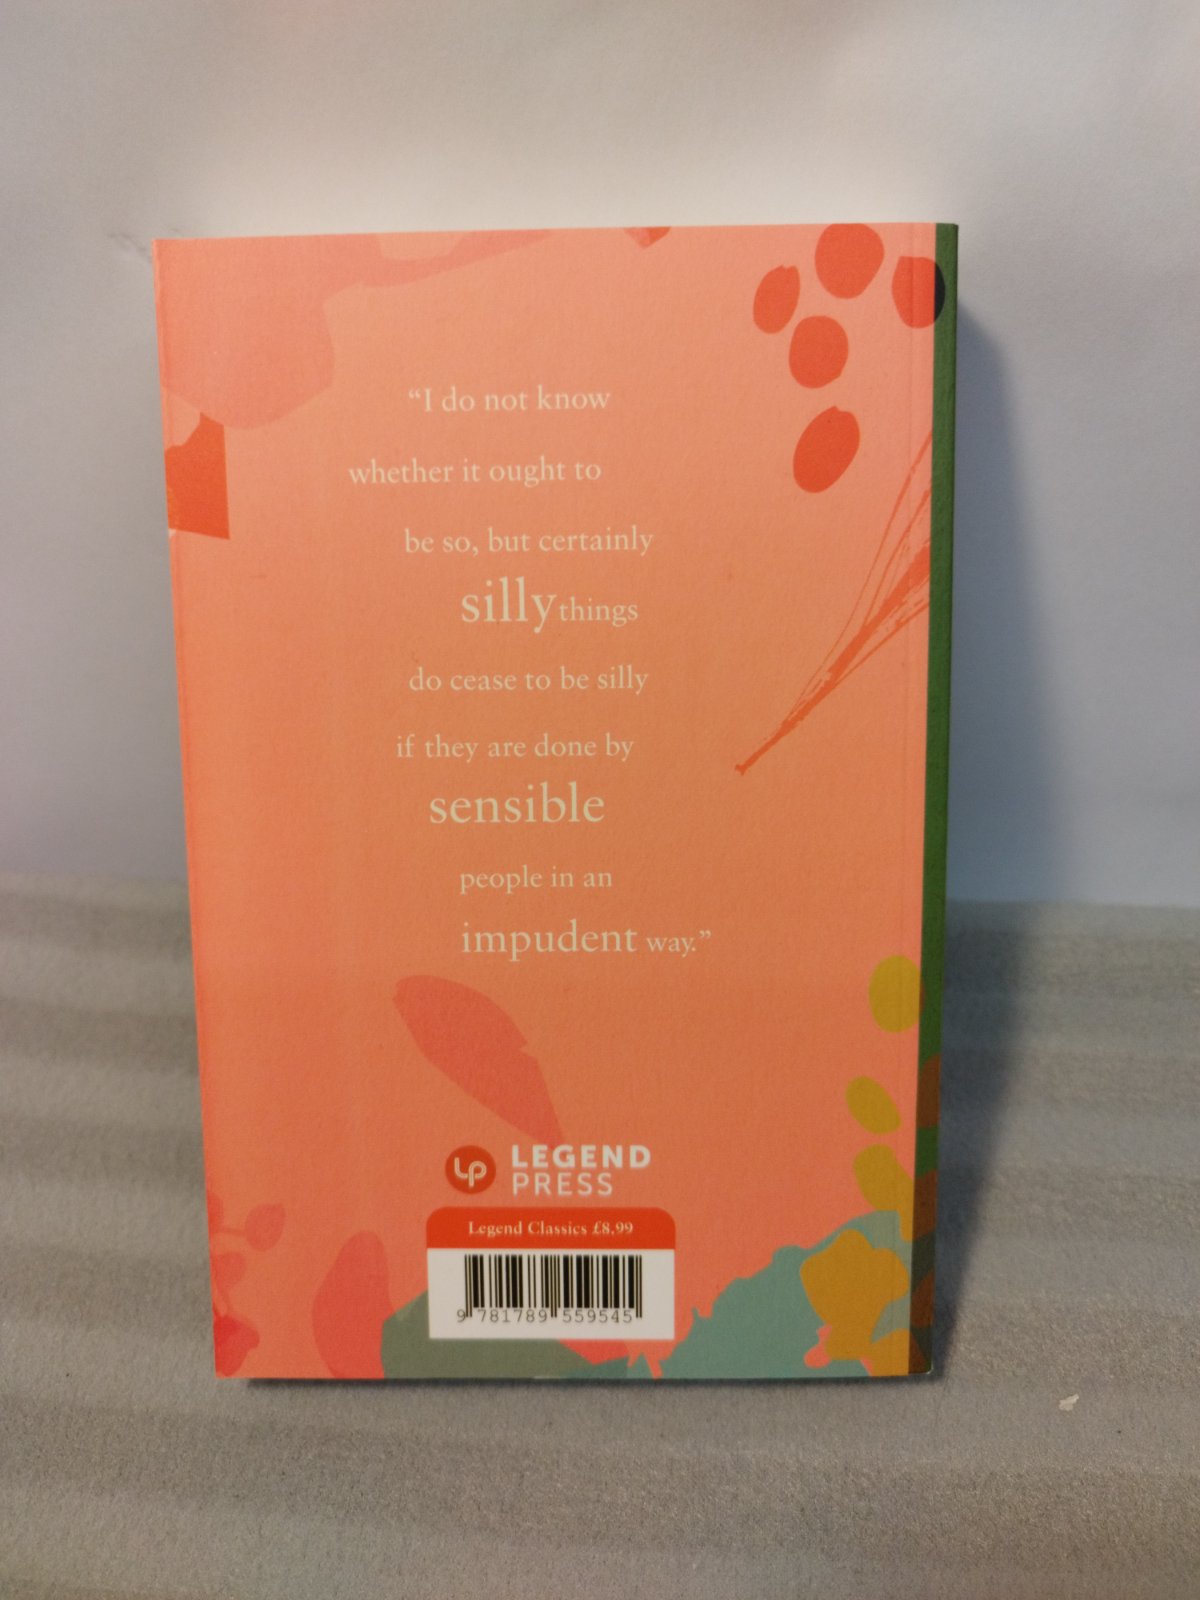 “I do not know
whether it ought to
be so, but certainly
silly things
do cease to be silly
if they are done by
sensible
people in an
impudent way.”
LP LEGEND
PRESS
Legend Classics £8.99
9 781789 559545